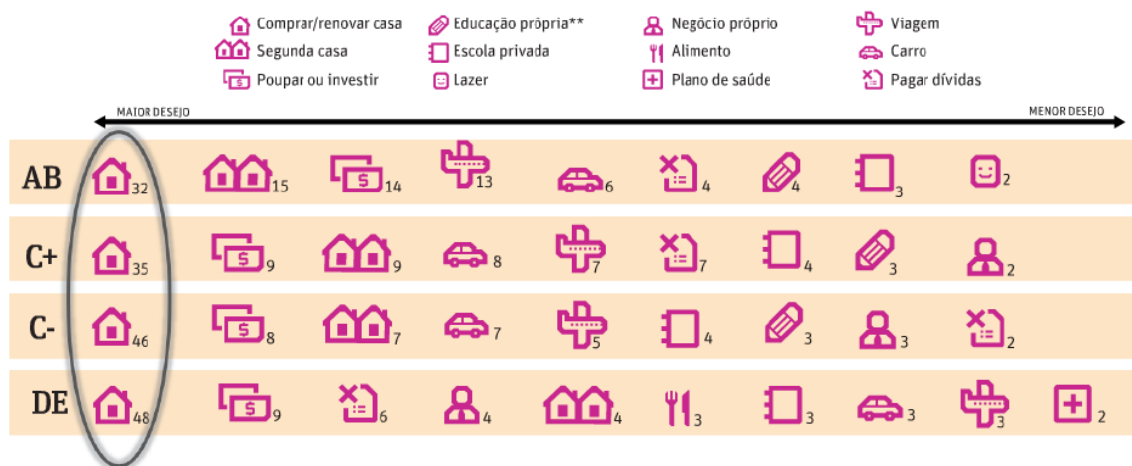 Comprar/renovar casa Educação própria** Negócio próprio Viagem
Segunda casa Escola privada Alimento Carro
Poupar ou investir $ Lazer Plano de saúde Pagar dívidas
MAIOR DESEJO MENOR DESEJO
AB 32 15 $ 14 13 6 4 4 3 2
C+ 35 $ 9 9 8 7 7 4 3 2
C- 46 $ 8 7 7 5 4 3 3 2
DE 48 $ 9 6 4 4 3 3 3 3 2